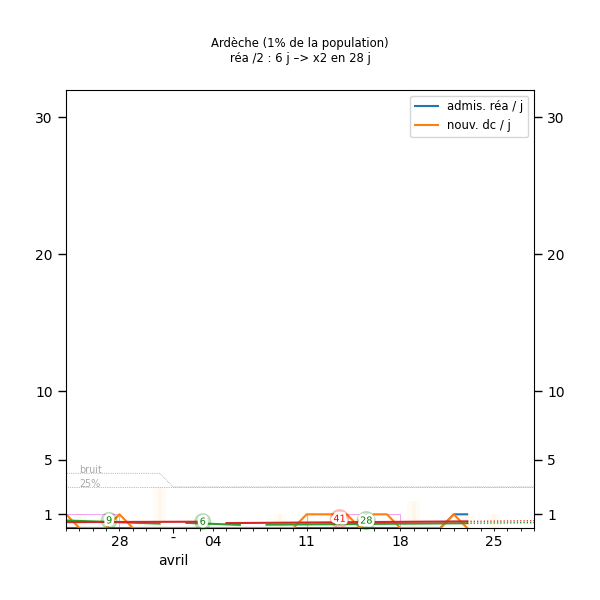 Ardèche (1% de la population)
réa /2 : 6 j –> x2 en 28 j
admis. réa / j
nouv. dc / j
30 30
20 20
10 10
5 5
bruit
25%
1 1
9 6 41 28
28 - 04 11 18 25
avril